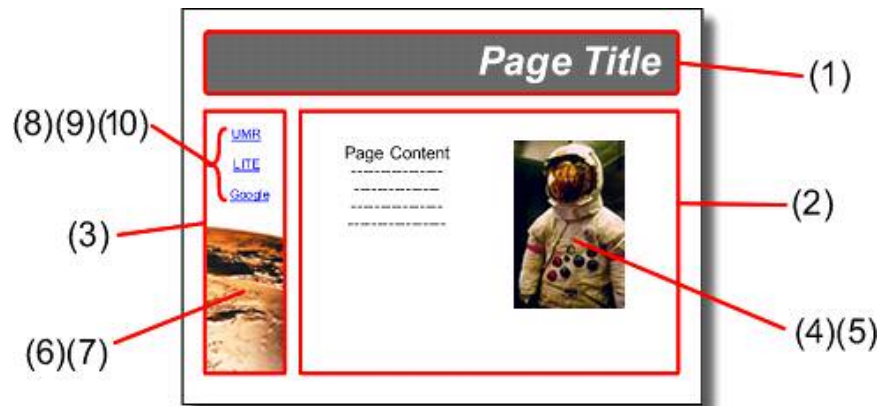 Page Title
(1)
(8)(9)(10)
UMR
LITE
Google
Page Content
(2)
(3)
(4)(5)
(6)(7)